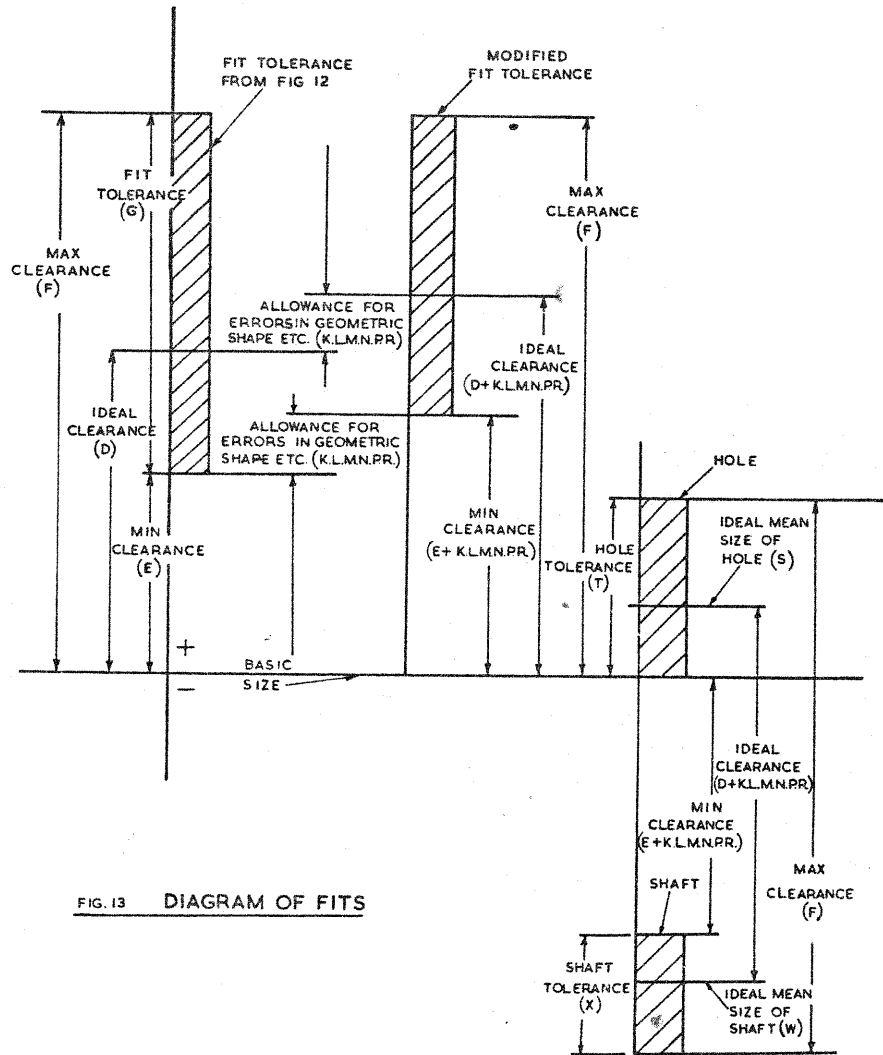 FIT TOLERANCE
FROM FIG 12
MODIFIED
FIT TOLERANCE
FIT
TOLERANCE
(G)
MAX
CLEARANCE
(F)
MAX
CLEARANCE
(F)
ALLOWANCE FOR
ERRORS IN GEOMETRIC
SHAPE ETC. (K.L.M.N.P.R.)
IDEAL
CLEARANCE
(D+K.L.M.N.P.R.)
IDEAL
CLEARANCE
(D)
ALLOWANCE FOR
ERRORS IN GEOMETRIC
SHAPE ETC. (K.L.M.N.P.R.)
MIN
CLEARANCE
(E)
MIN
CLEARANCE
(E+K.L.M.N.P.R.)
HOLE
HOLE
TOLERANCE
(T)
IDEAL MEAN
SIZE OF
HOLE (S)
+
−
BASIC
SIZE
IDEAL
CLEARANCE
(D+K.L.M.N.P.R.)
MIN
CLEARANCE
(E+K.L.M.N.P.R.)
MAX
CLEARANCE
(F)
SHAFT
SHAFT
TOLERANCE
(X)
IDEAL MEAN
SIZE OF
SHAFT (W)
FIG. 13 DIAGRAM OF FITS